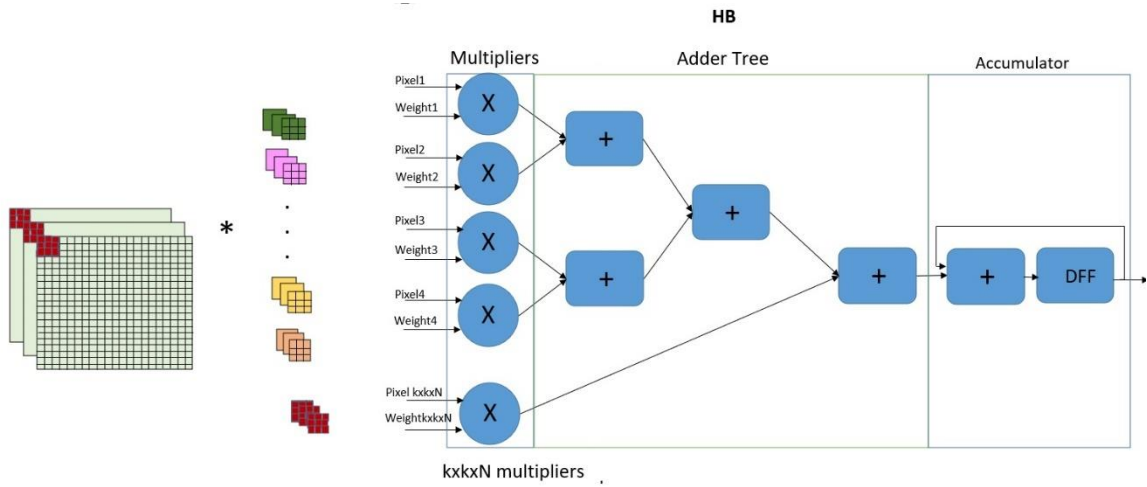 HB
Multipliers
Adder Tree
Accumulator
Pixel1
Weight1
Pixel2
Weight2
Pixel3
Weight3
Pixel4
Weight4
Pixel kxkxN
WeightkxkxN
X
X
X
X
X
+
+
+
+
+
DFF
*
kxkxN multipliers